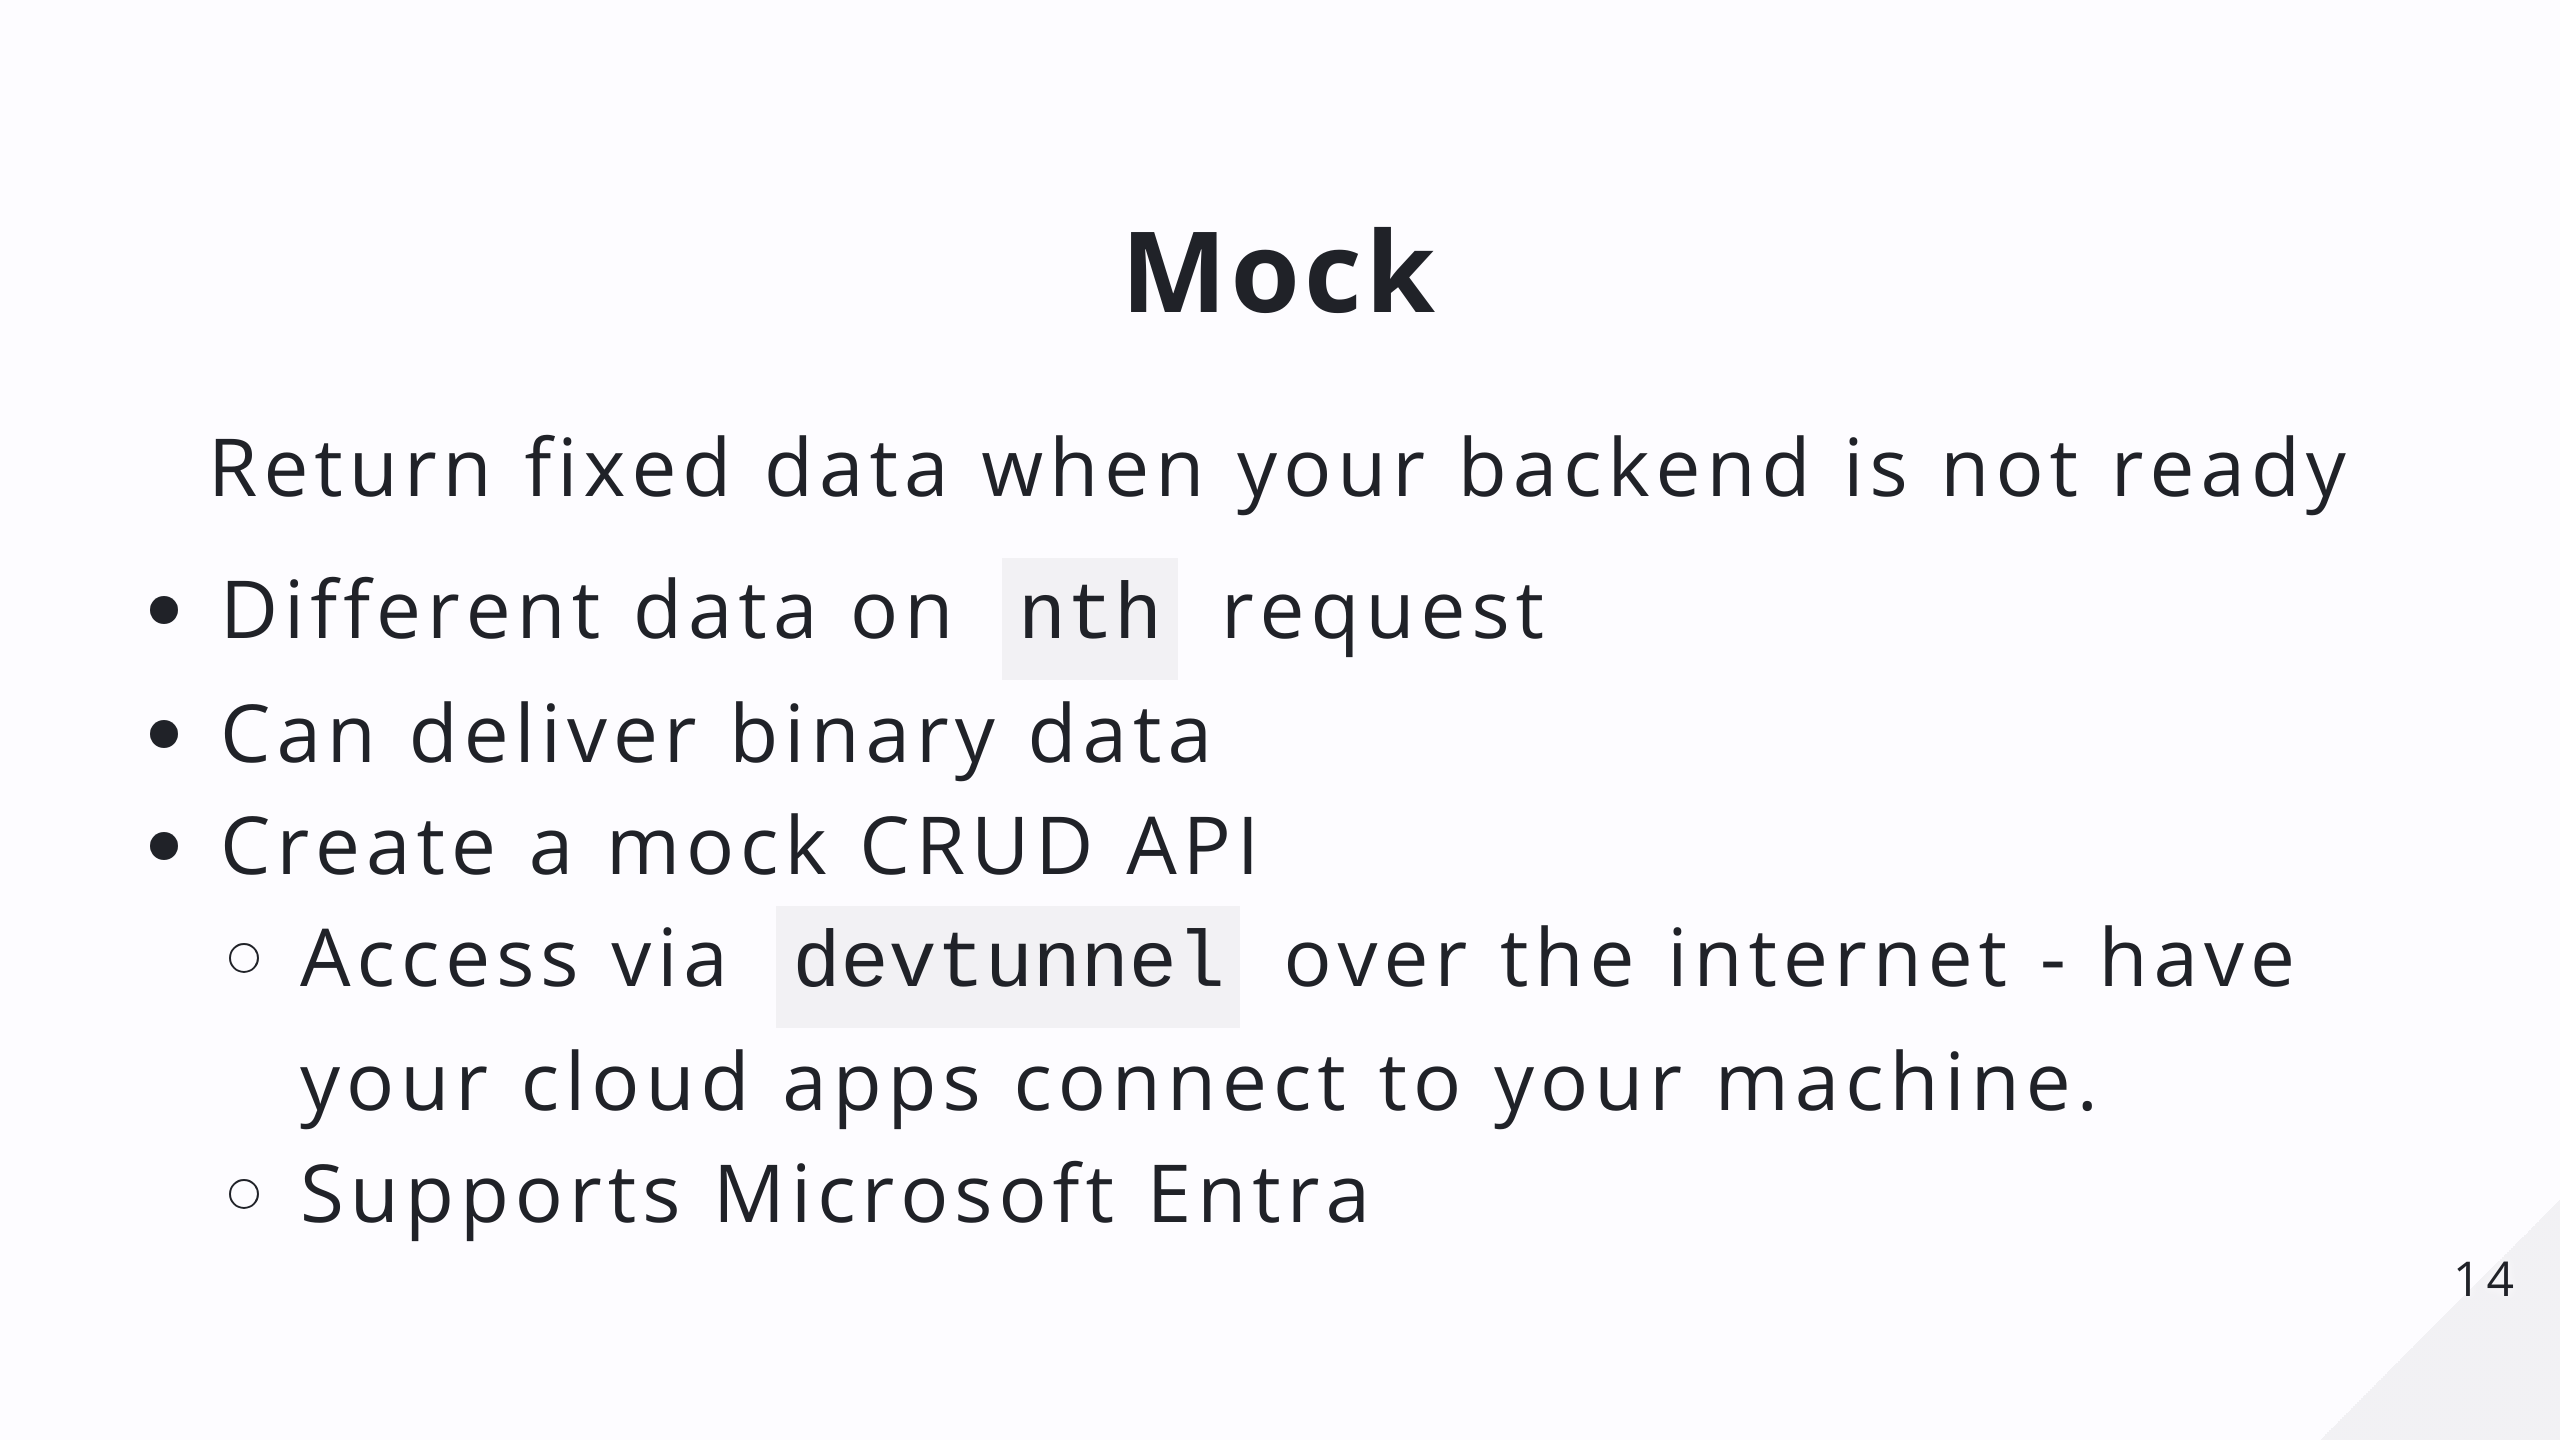 Mock
Return fixed data when your backend is not ready
Different data on nth request
Can deliver binary data
Create a mock CRUD API
Access via devtunnel over the internet - have
your cloud apps connect to your machine.
Supports Microsoft Entra
14